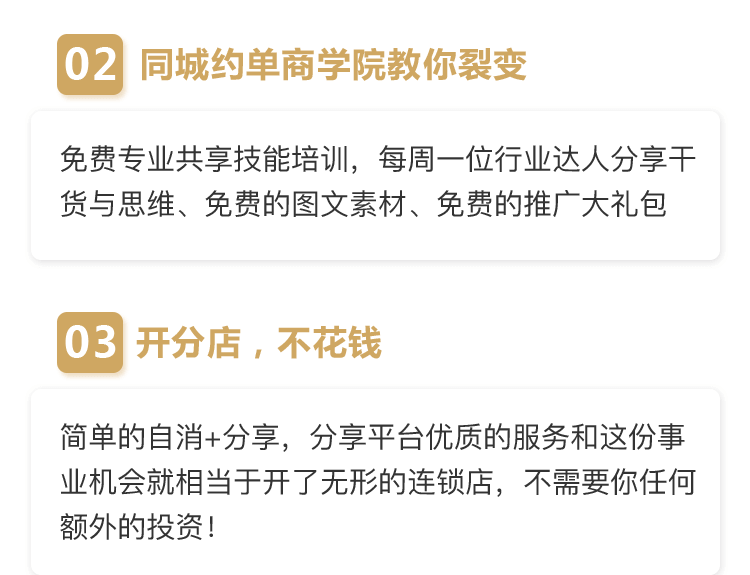 02 同城约单商学院教你裂变
免费专业共享技能培训，每周一位行业达人分享干
货与思维、免费的图文素材、免费的推广大礼包
03 开分店，不花钱
简单的自消+分享，分享平台优质的服务和这份事
业机会就相当于开了无形的连锁店，不需要你任何
额外的投资！